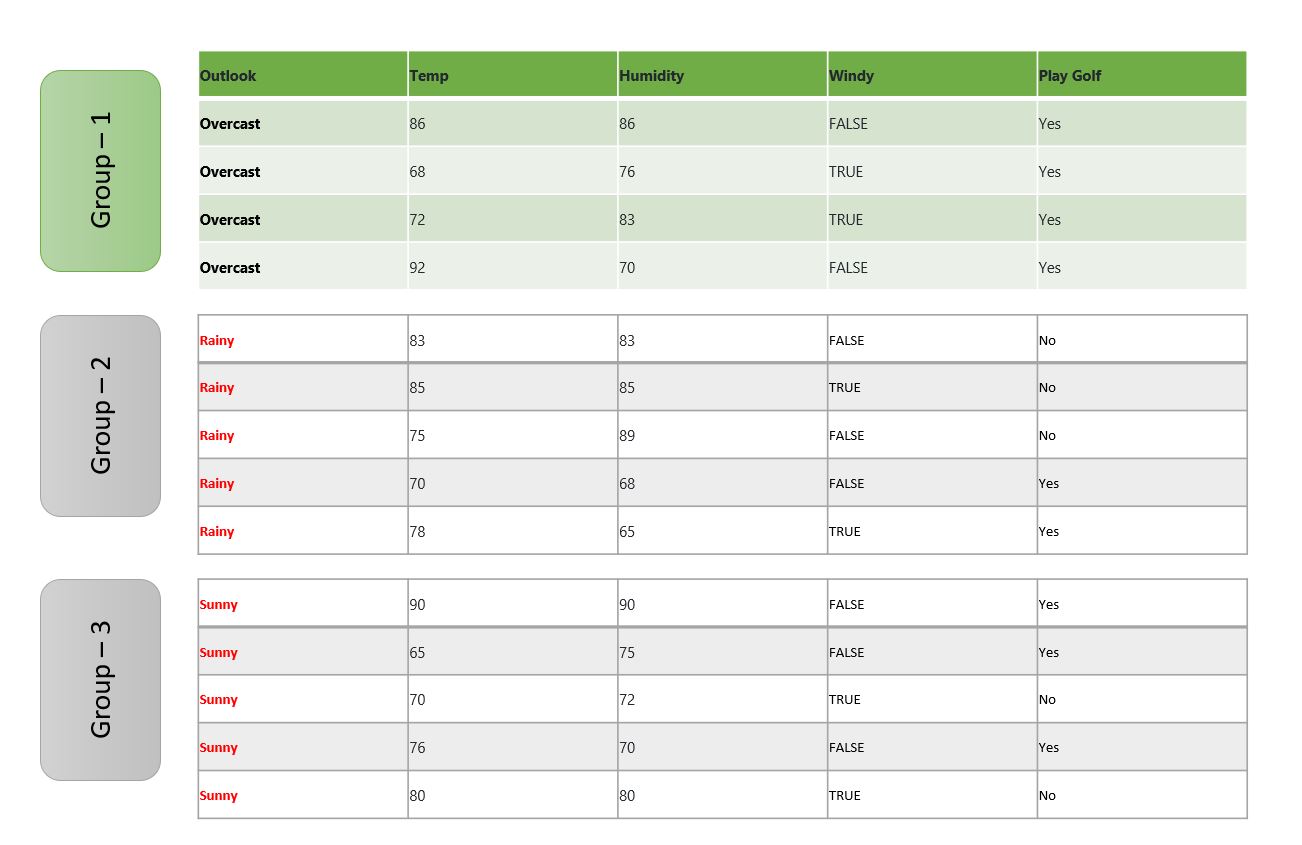 Group – 1
Outlook Temp Humidity Windy Play Golf
Overcast 86 86 FALSE Yes
Overcast 68 76 TRUE Yes
Overcast 72 83 TRUE Yes
Overcast 92 70 FALSE Yes
Group – 2
Rainy 83 83 FALSE No
Rainy 85 85 TRUE No
Rainy 75 89 FALSE No
Rainy 70 68 FALSE Yes
Rainy 78 65 TRUE Yes
Group – 3
Sunny 90 90 FALSE Yes
Sunny 65 75 FALSE Yes
Sunny 70 72 TRUE No
Sunny 76 70 FALSE Yes
Sunny 80 80 TRUE No